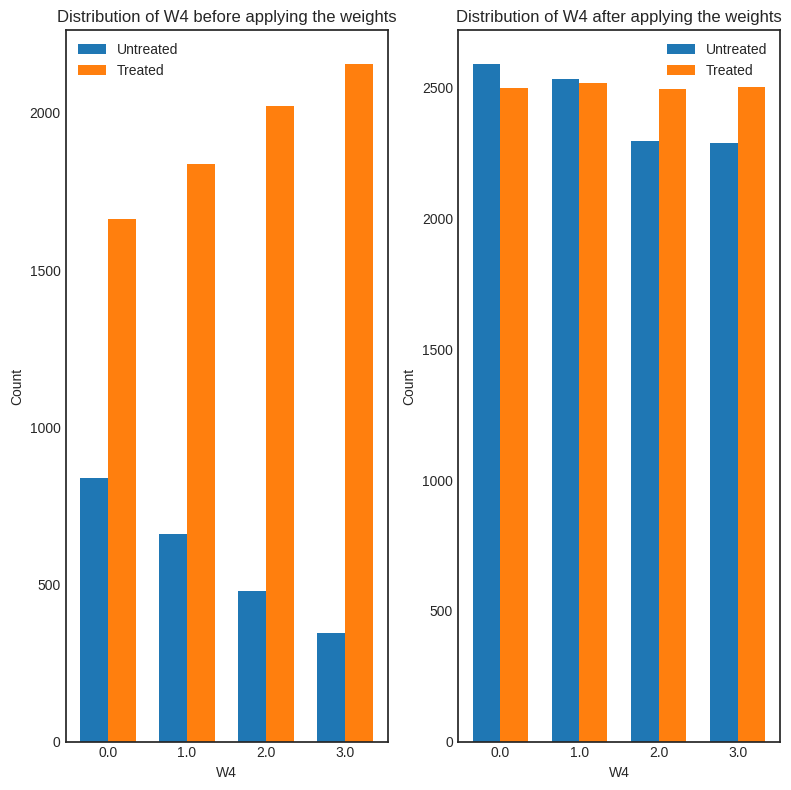 Distribution of W4 before applying the weights
Untreated
Treated
2000
1500
1000
500
0
Count
0.0 1.0 2.0 3.0
W4
Distribution of W4 after applying the weights
Untreated
Treated
2500
2000
1500
1000
500
0
Count
0.0 1.0 2.0 3.0
W4